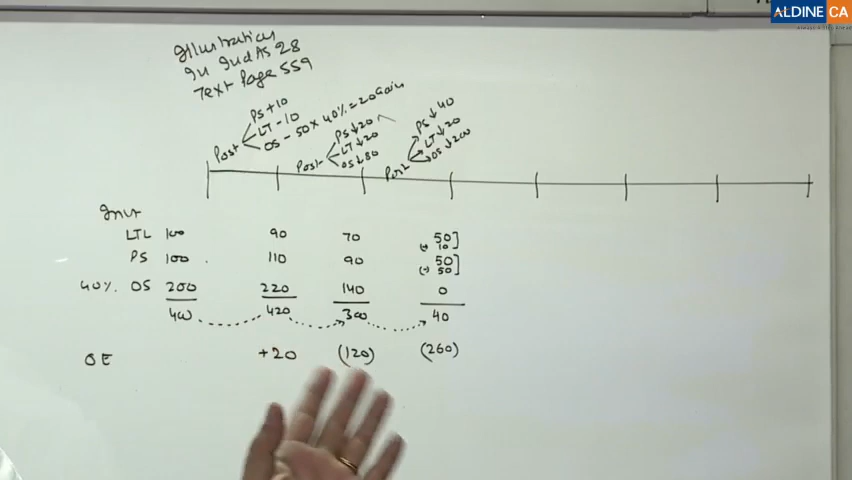 ALDINE CA
Illustration
In Ind AS 28
Text Page 559
Post
PS + 10
LT - 10
OS - 50 x 40% = 20 Gain
Post
PS ↓ 20
LT ↓ 20
OS ↓ 80
Post
PS ↓ 40
LT ↓ 20
OS ↓ 200
Invt
LTL 100 90 70 50]
(-) 10
PS 100 110 90 50]
(-) 50
40% OS 200 220 140 0
400 420 300 40
OE +20 (120) (260)